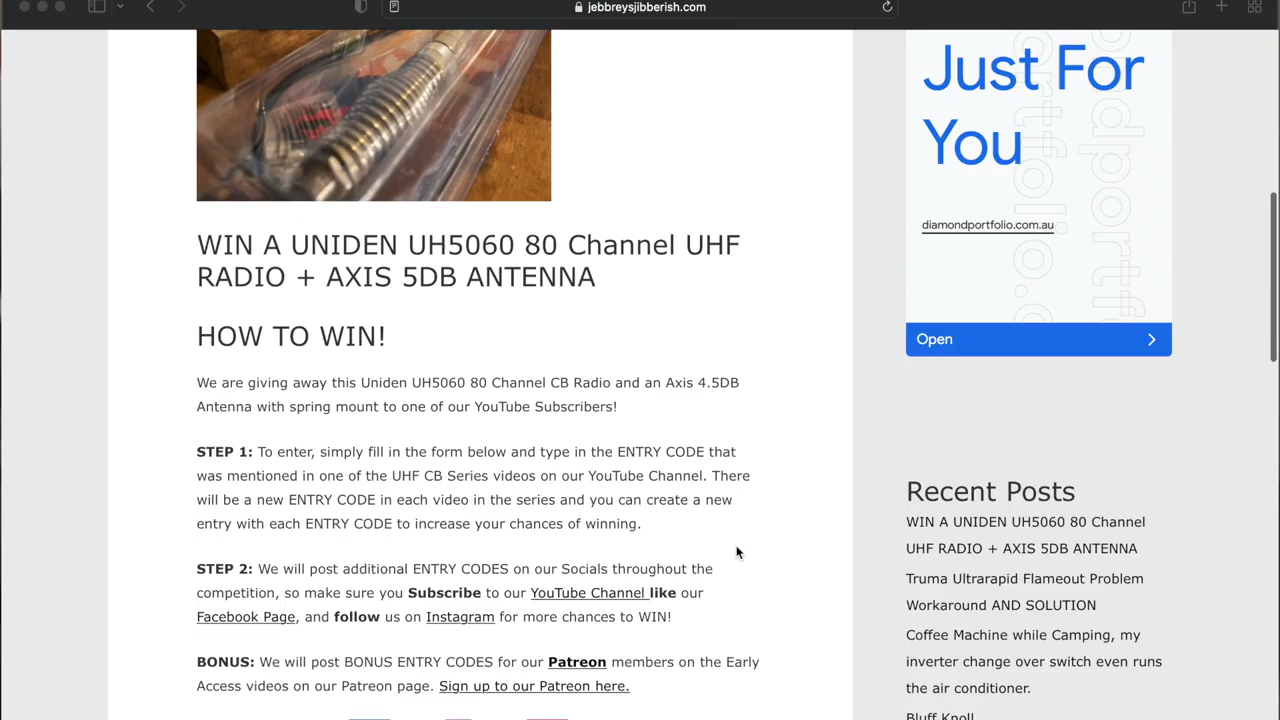 jebbreysjibberish.com
WIN A UNIDEN UH5060 80 Channel UHF
RADIO + AXIS 5DB ANTENNA
HOW TO WIN!
We are giving away this Uniden UH5060 80 Channel CB Radio and an Axis 4.5DB
Antenna with spring mount to one of our YouTube Subscribers!
STEP 1: To enter, simply fill in the form below and type in the ENTRY CODE that
was mentioned in one of the UHF CB Series videos on our YouTube Channel. There
will be a new ENTRY CODE in each video in the series and you can create a new
entry with each ENTRY CODE to increase your chances of winning.
STEP 2: We will post additional ENTRY CODES on our Socials throughout the
competition, so make sure you Subscribe to our YouTube Channel like our
Facebook Page, and follow us on Instagram for more chances to WIN!
BONUS: We will post BONUS ENTRY CODES for our Patreon members on the Early
Access videos on our Patreon page. Sign up to our Patreon here.
Just For
You
diamondportfolio.com.au
Open
Recent Posts
WIN A UNIDEN UH5060 80 Channel
UHF RADIO + AXIS 5DB ANTENNA
Truma Ultrarapid Flameout Problem
Workaround AND SOLUTION
Coffee Machine while Camping, my
inverter change over switch even runs
the air conditioner.
Bluff Knoll